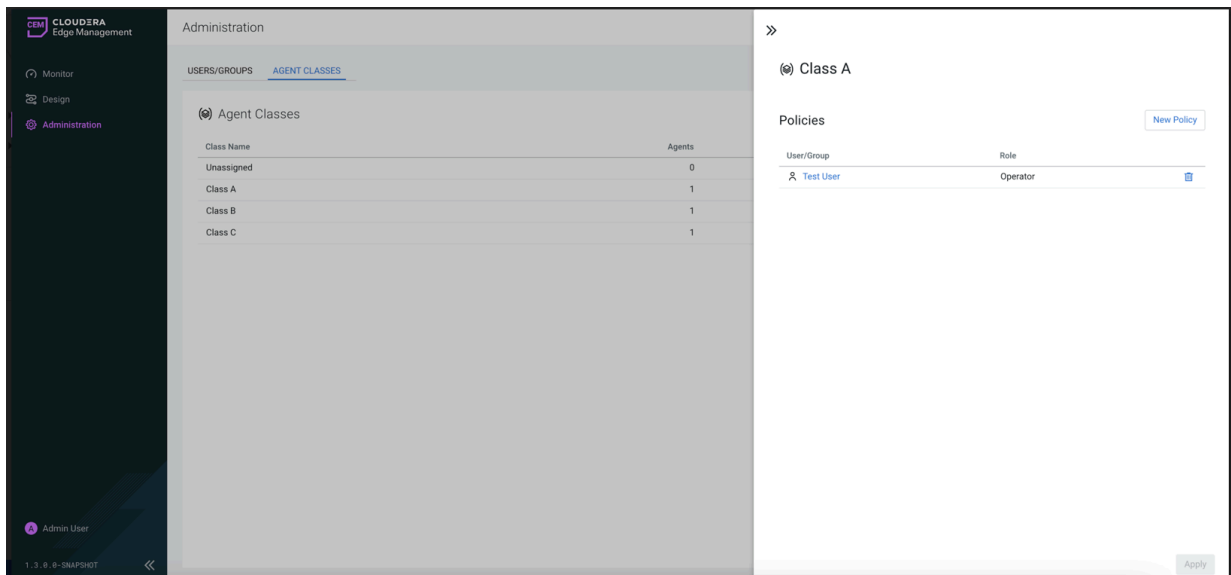 CEM CLOUDERA
Edge Management
Monitor
Design
Administration
Admin User
A
1.3.0.0-SNAPSHOT
Administration
USERS/GROUPS AGENT CLASSES
Agent Classes
Class Name Agents
Unassigned 0
Class A 1
Class B 1
Class C 1
Class A
Policies New Policy
User/Group Role
Test User Operator
Apply